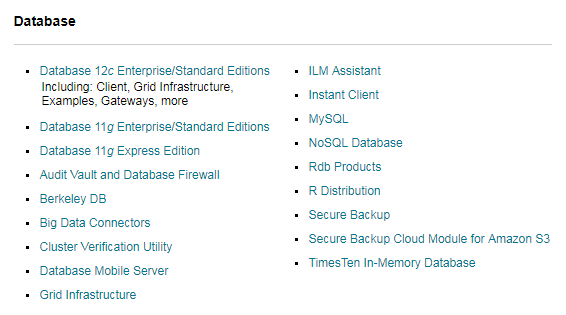 Database
Database 12c Enterprise/Standard Editions
Including: Client, Grid Infrastructure,
Examples, Gateways, more
Database 11g Enterprise/Standard Editions
Database 11g Express Edition
Audit Vault and Database Firewall
Berkeley DB
Big Data Connectors
Cluster Verification Utility
Database Mobile Server
Grid Infrastructure
ILM Assistant
Instant Client
MySQL
NoSQL Database
Rdb Products
R Distribution
Secure Backup
Secure Backup Cloud Module for Amazon S3
TimesTen In-Memory Database